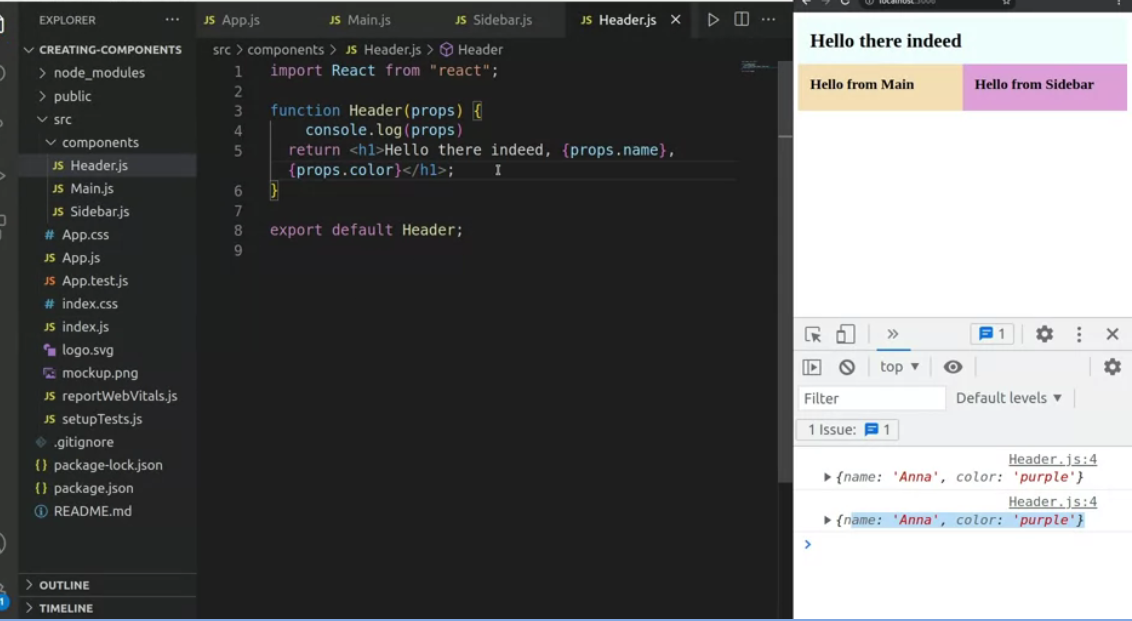 EXPLORER ···
CREATING-COMPONENTS
node_modules
public
src
components
JS Header.js
JS Main.js
JS Sidebar.js
# App.css
JS App.js
JS App.test.js
# index.css
JS index.js
logo.svg
mockup.png
JS reportWebVitals.js
JS setupTests.js
.gitignore
{} package-lock.json
{} package.json
README.md
OUTLINE
TIMELINE
1
JS App.js JS Main.js JS Sidebar.js JS Header.js
src > components > JS Header.js > Header
1 import React from "react";
2
3 function Header(props) {
4 console.log(props)
5 return <h1>Hello there indeed, {props.name},
{props.color}</h1>;
6 }
7
8 export default Header;
9
Hello there indeed
Hello from Main Hello from Sidebar
» 1
top ▼
Filter Default levels ▼
1 Issue: 1
Header.js:4
{name: 'Anna', color: 'purple'}
Header.js:4
{name: 'Anna', color: 'purple'}